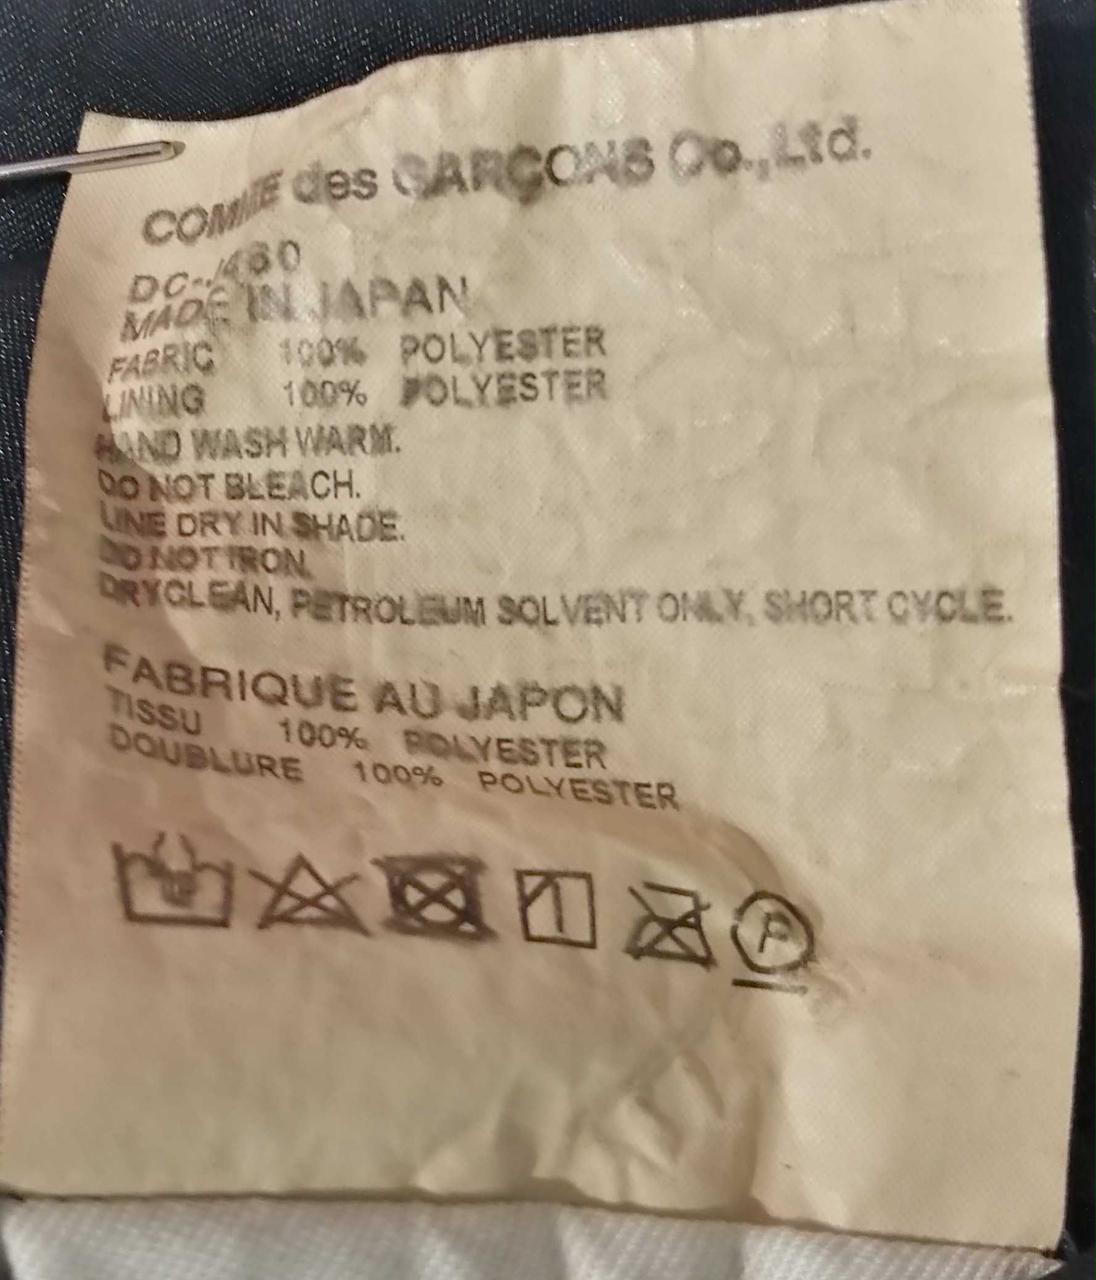 COMME des GARÇONS Co.,Ltd.
DC-J460
MADE IN JAPAN
FABRIC 100% POLYESTER
LINING 100% POLYESTER
HAND WASH WARM.
DO NOT BLEACH.
LINE DRY IN SHADE.
DO NOT IRON.
DRYCLEAN, PETROLEUM SOLVENT ONLY, SHORT CYCLE.
FABRIQUE AU JAPON
TISSU 100% POLYESTER
DOUBLURE 100% POLYESTER
P